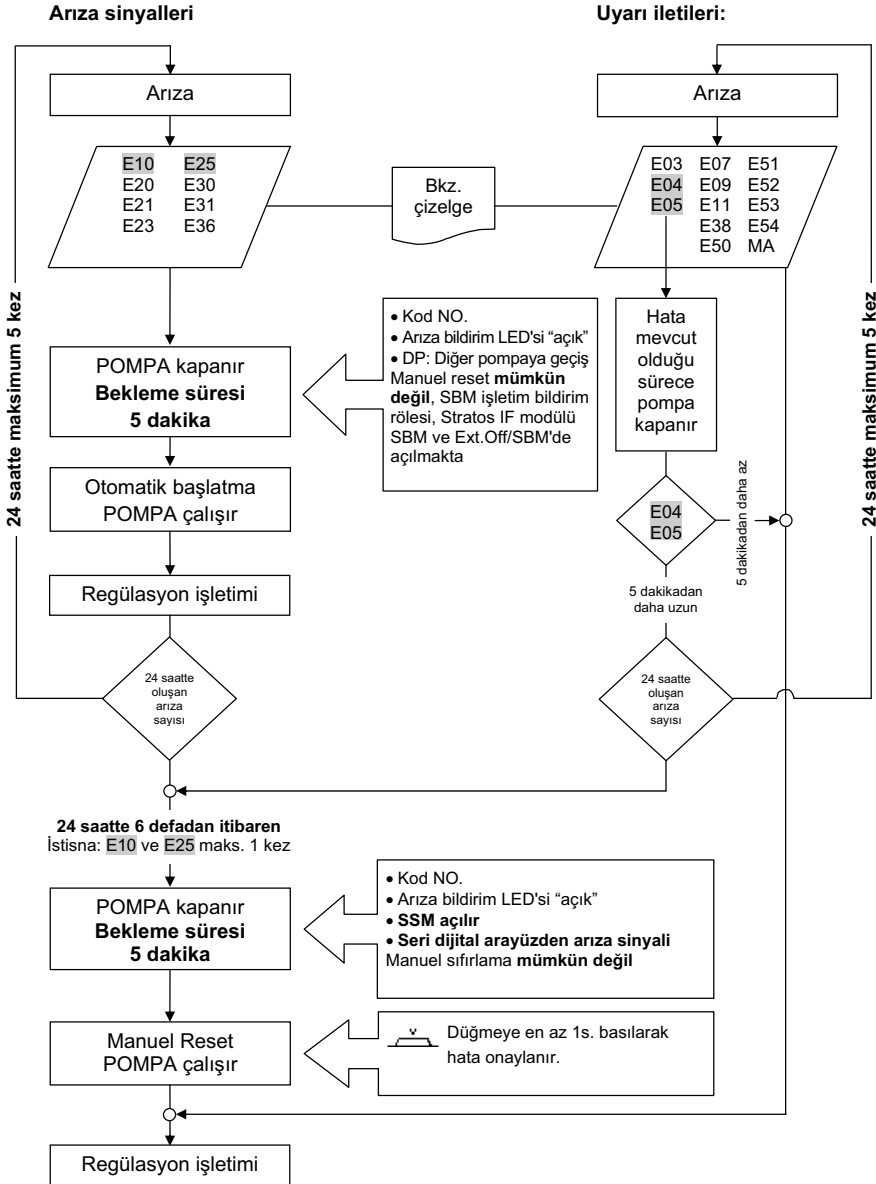 Arıza sinyalleri
Uyarı iletileri:
Arıza
E10 E25
E20 E30
E21 E31
E23 E36
24 saatte maksimum 5 kez
Bkz.
çizelge
Arıza
E03 E07 E51
E04 E09 E52
E05 E11 E53
E38 E54
E50 MA
24 saatte maksimum 5 kez
POMPA kapanır
Bekleme süresi
5 dakika
• Kod NO.
• Arıza bildirim LED'si “açık”
• DP: Diğer pompaya geçiş
Manuel reset mümkün
değil, SBM işletim bildirim
rölesi, Stratos IF modülü
SBM ve Ext.Off/SBM'de
açılmakta
Hata
mevcut
olduğu
sürece
pompa
kapanır
Otomatik başlatma
POMPA çalışır
E04
E05
5 dakikadan daha az
5 dakikadan
daha uzun
Regülasyon işletimi
24 saatte
oluşan
arıza
sayısı
24 saatte
oluşan
arıza
sayısı
24 saatte 6 defadan itibaren
İstisna: E10 ve E25 maks. 1 kez
POMPA kapanır
Bekleme süresi
5 dakika
• Kod NO.
• Arıza bildirim LED'si “açık”
• SSM açılır
• Seri dijital arayüzden arıza sinyali
Manuel sıfırlama mümkün değil
Manuel Reset
POMPA çalışır
Düğmeye en az 1s. basılarak
hata onaylanır.
Regülasyon işletimi